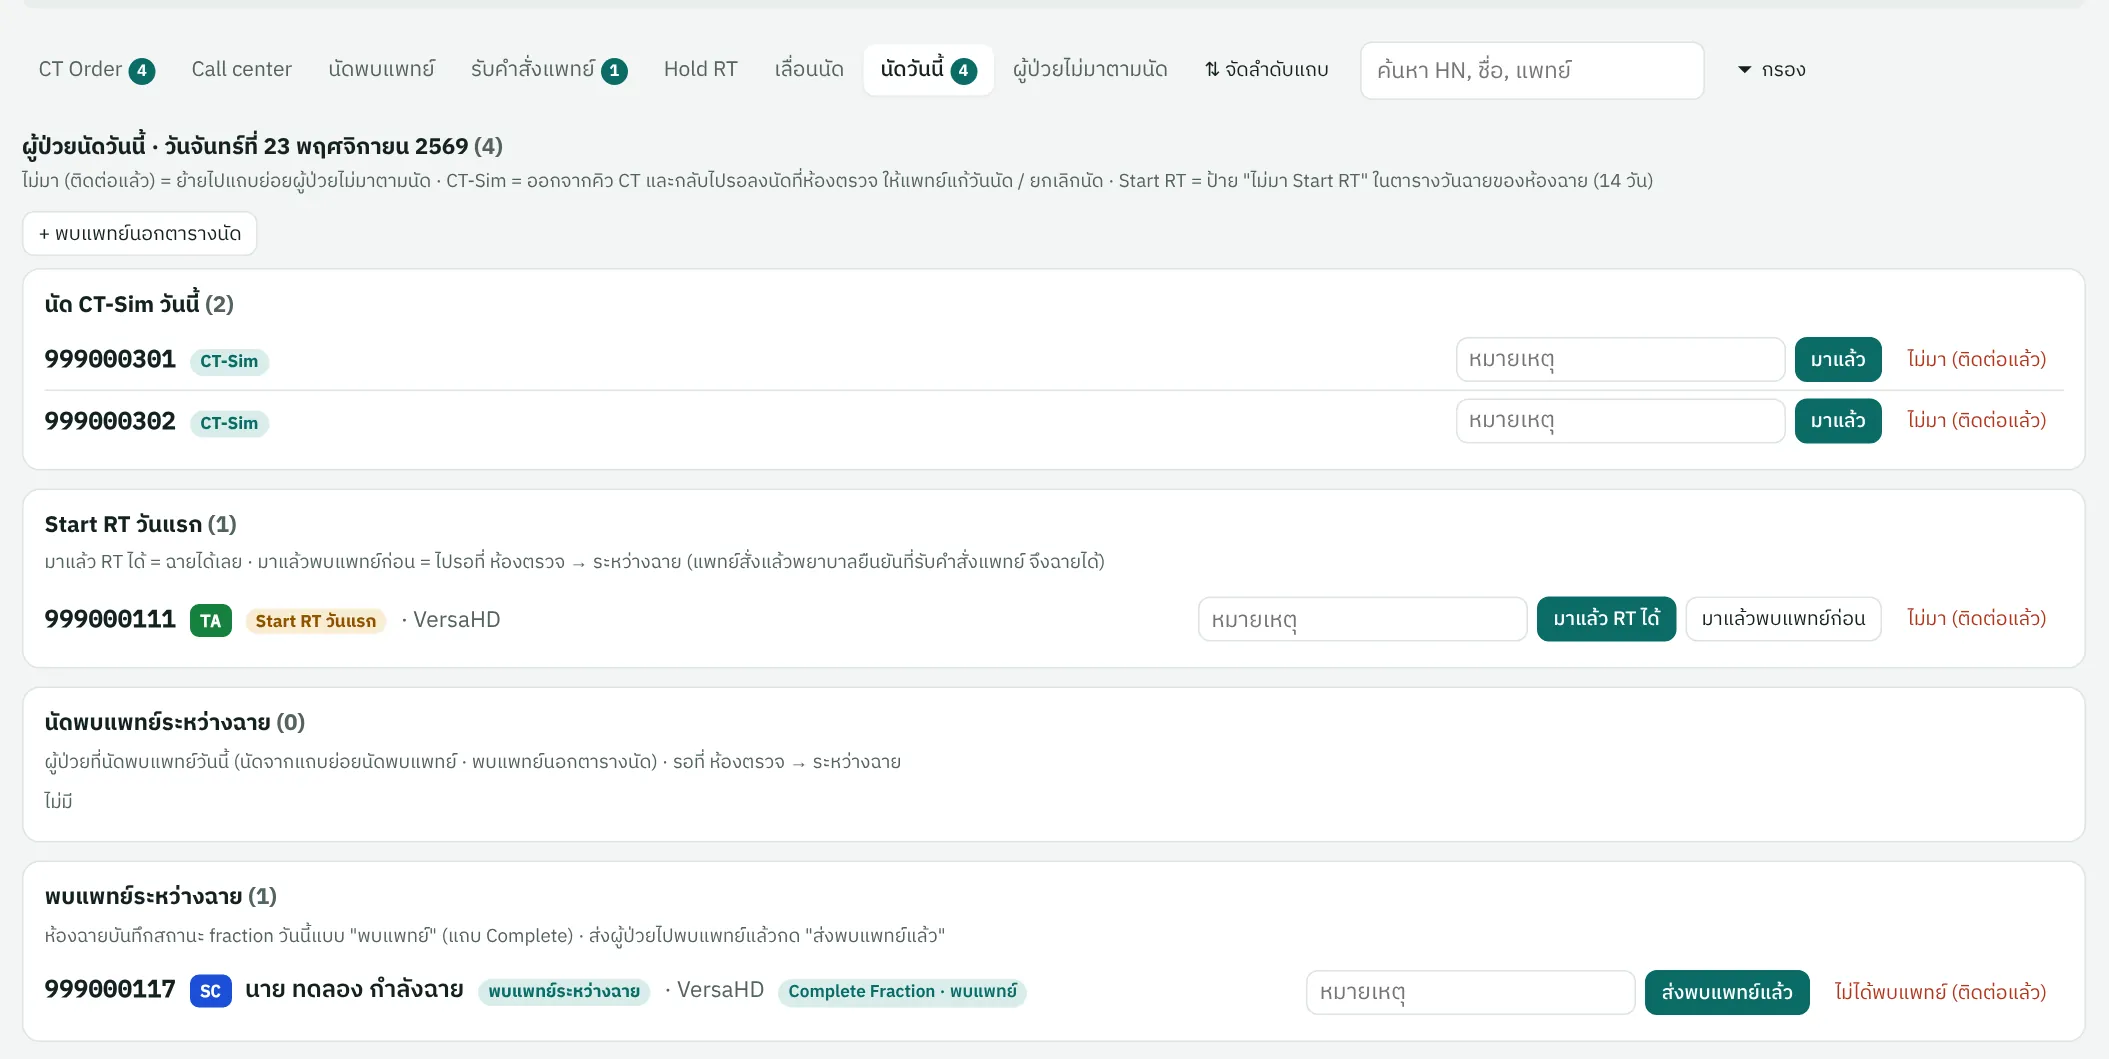 CT Order 4 Call center นัดพบแพทย์ รับคำสั่งแพทย์ 1 Hold RT เลื่อนนัด นัดวันนี้ 4 ผู้ป่วยไม่มาตามนัด ⇅ จัดลำดับแถบ ค้นหา HN, ชื่อ, แพทย์ ▾ กรอง
ผู้ป่วยนัดวันนี้ · วันจันทร์ที่ 23 พฤศจิกายน 2569 (4)
ไม่มา (ติดต่อแล้ว) = ย้ายไปแถบย่อยผู้ป่วยไม่มาตามนัด · CT-Sim = ออกจากคิว CT และกลับไปรอลงนัดที่ห้องตรวจ ให้แพทย์แก้วันนัด / ยกเลิกนัด · Start RT = ป้าย "ไม่มา Start RT" ในตารางวันฉายของห้องฉาย (14 วัน)
+ พบแพทย์นอกตารางนัด
นัด CT-Sim วันนี้ (2)
999000301 CT-Sim หมายเหตุ มาแล้ว ไม่มา (ติดต่อแล้ว)
999000302 CT-Sim หมายเหตุ มาแล้ว ไม่มา (ติดต่อแล้ว)
Start RT วันแรก (1)
มาแล้ว RT ได้ = ฉายได้เลย · มาแล้วพบแพทย์ก่อน = ไปรอที่ ห้องตรวจ → ระหว่างฉาย (แพทย์สั่งแล้วพยาบาลยืนยันที่รับคำสั่งแพทย์ จึงฉายได้)
999000111 TA Start RT วันแรก · VersaHD หมายเหตุ มาแล้ว RT ได้ มาแล้วพบแพทย์ก่อน ไม่มา (ติดต่อแล้ว)
นัดพบแพทย์ระหว่างฉาย (0)
ผู้ป่วยที่นัดพบแพทย์วันนี้ (นัดจากแถบย่อยนัดพบแพทย์ · พบแพทย์นอกตารางนัด) · รอที่ ห้องตรวจ → ระหว่างฉาย
ไม่มี
พบแพทย์ระหว่างฉาย (1)
ห้องฉายบันทึกสถานะ fraction วันนี้แบบ "พบแพทย์" (แถบ Complete) · ส่งผู้ป่วยไปพบแพทย์แล้วกด "ส่งพบแพทย์แล้ว"
999000117 SC นาย ทดลอง กำลังฉาย พบแพทย์ระหว่างฉาย · VersaHD Complete Fraction · พบแพทย์ หมายเหตุ ส่งพบแพทย์แล้ว ไม่ได้พบแพทย์ (ติดต่อแล้ว)